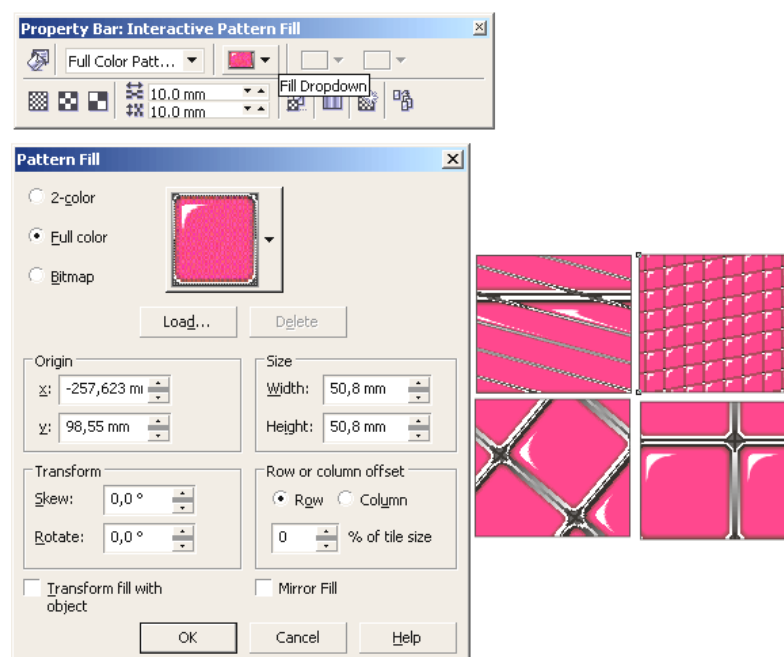 Property Bar: Interactive Pattern Fill
Full Color Patt...
Fill Dropdown
10.0 mm
10.0 mm
Pattern Fill
2-color
Full color
Bitmap
Load... Delete
Origin Size
x: -257,623 m Width: 50,8 mm
y: 98,55 mm Height: 50,8 mm
Transform Row or column offset
Skew: 0,0 ° Row Column
Rotate: 0,0 ° 0 % of tile size
Transform fill with object Mirror Fill
OK Cancel Help